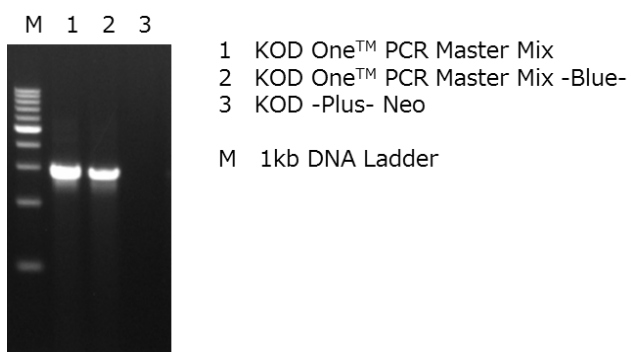 M 1 2 3
1 KOD One™ PCR Master Mix
2 KOD One™ PCR Master Mix -Blue-
3 KOD -Plus- Neo
M 1kb DNA Ladder